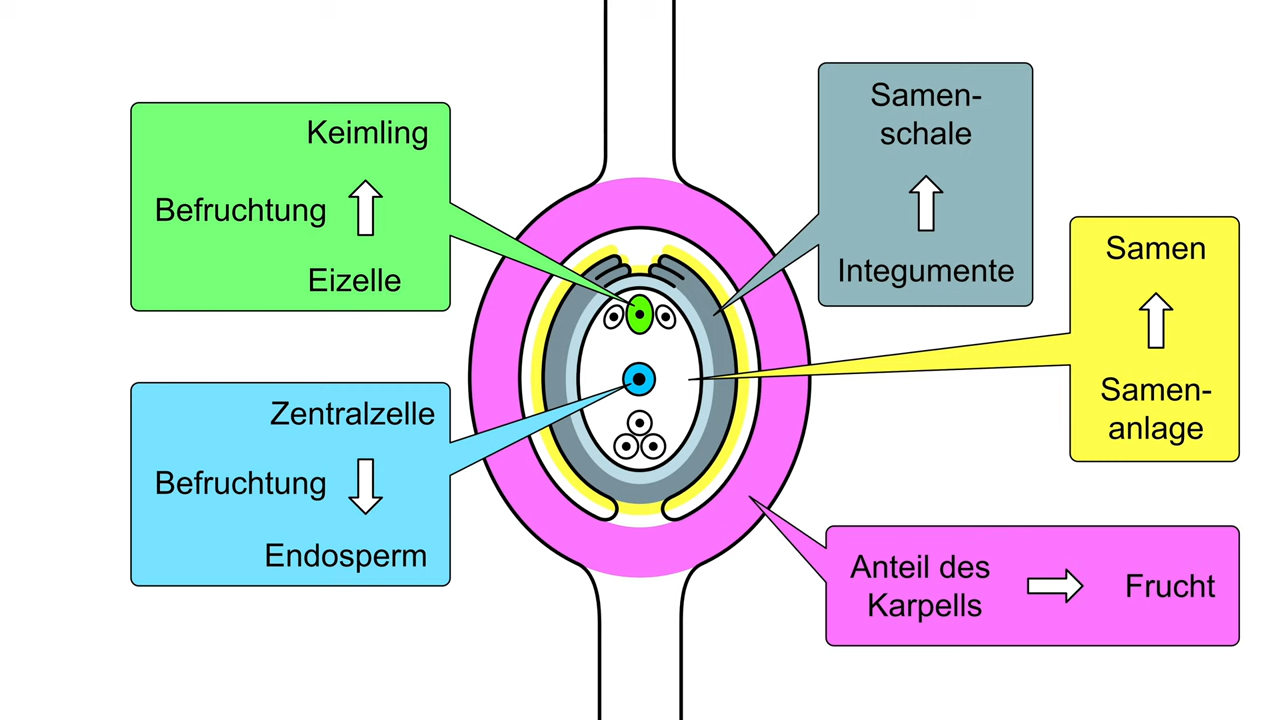 Keimling
Befruchtung
Eizelle
Zentralzelle
Befruchtung
Endosperm
Samen-
schale
Integumente
Samen
Samen-
anlage
Anteil des
Karpells
Frucht